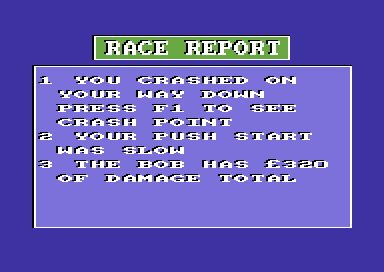 RACE REPORT
1 YOU CRASHED ON
YOUR WAY DOWN
PRESS F1 TO SEE
CRASH POINT
2 YOUR PUSH START
WAS SLOW
3 THE BOB HAS £320
OF DAMAGE TOTAL